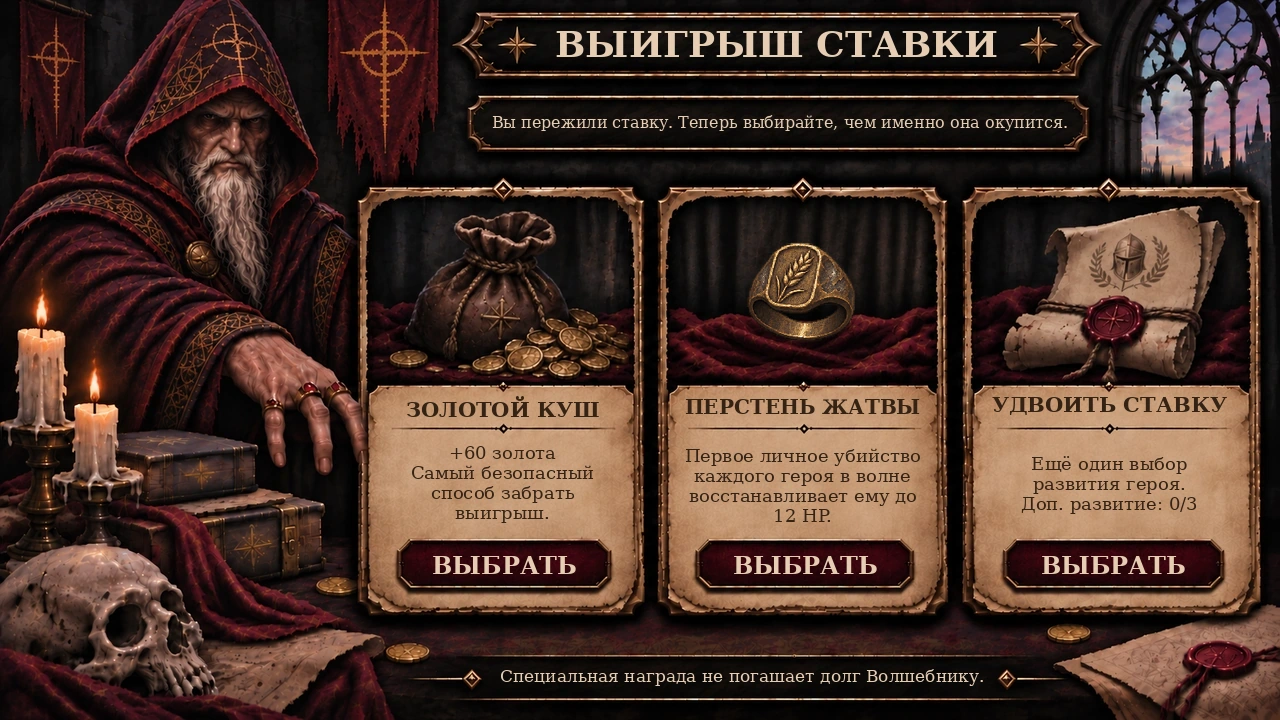 ВЫИГРЫШ СТАВКИ
Вы пережили ставку. Теперь выбирайте, чем именно она окупится.
ЗОЛОТОЙ КУШ
+60 золота
Самый безопасный
способ забрать
выигрыш.
ВЫБРАТЬ
ПЕРСТЕНЬ ЖАТВЫ
Первое личное убийство
каждого героя в волне
восстанавливает ему до
12 HP.
ВЫБРАТЬ
УДВОИТЬ СТАВКУ
Ещё один выбор
развития героя.
Доп. развитие: 0/3
ВЫБРАТЬ
Специальная награда не погашает долг Волшебнику.